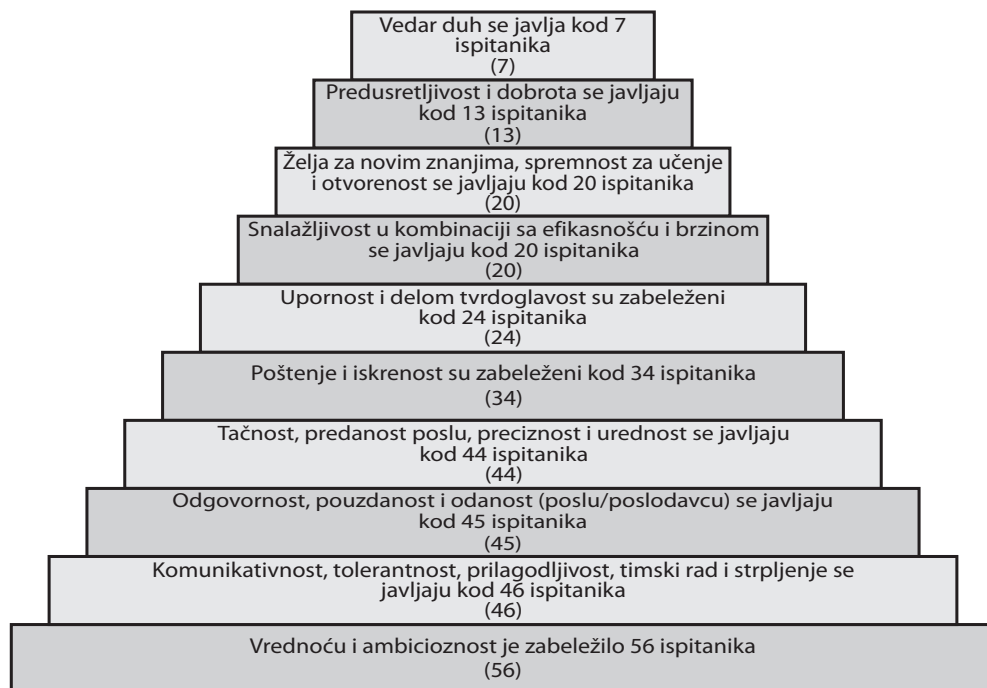 Vedar duh se javlja kod 7
ispitanika
(7)
Predusretljivost i dobrota se javljaju
kod 13 ispitanika
(13)
Želja za novim znanjima, spremnost za učenje
i otvorenost se javljaju kod 20 ispitanika
(20)
Snalažljivost u kombinaciji sa efikasnošću i brzinom
se javljaju kod 20 ispitanika
(20)
Upornost i delom tvrdoglavost su zabeleženi
kod 24 ispitanika
(24)
Poštenje i iskrenost su zabeleženi kod 34 ispitanika
(34)
Tačnost, predanost poslu, preciznost i urednost se javljaju
kod 44 ispitanika
(44)
Odgovornost, pouzdanost i odanost (poslu/poslodavcu) se javljaju
kod 45 ispitanika
(45)
Komunikativnost, tolerantnost, prilagodljivost, timski rad i strpljenje se
javljaju kod 46 ispitanika
(46)
Vrednoću i ambicioznost je zabeležilo 56 ispitanika
(56)